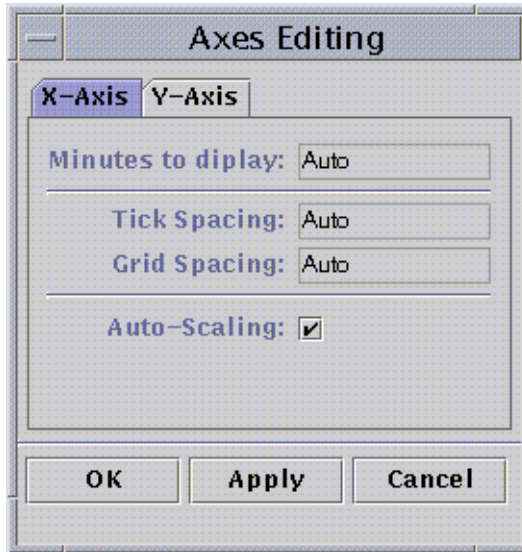 Axes Editing
X-Axis Y-Axis
Minutes to diplay: Auto
Tick Spacing: Auto
Grid Spacing: Auto
Auto-Scaling:
OK Apply Cancel